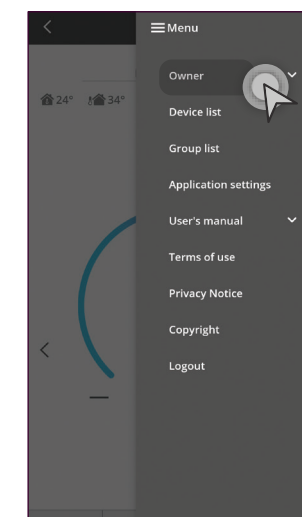 Menu
Owner
24° 34°
Device list
Group list
Application settings
User's manual
Terms of use
Privacy Notice
Copyright
Logout